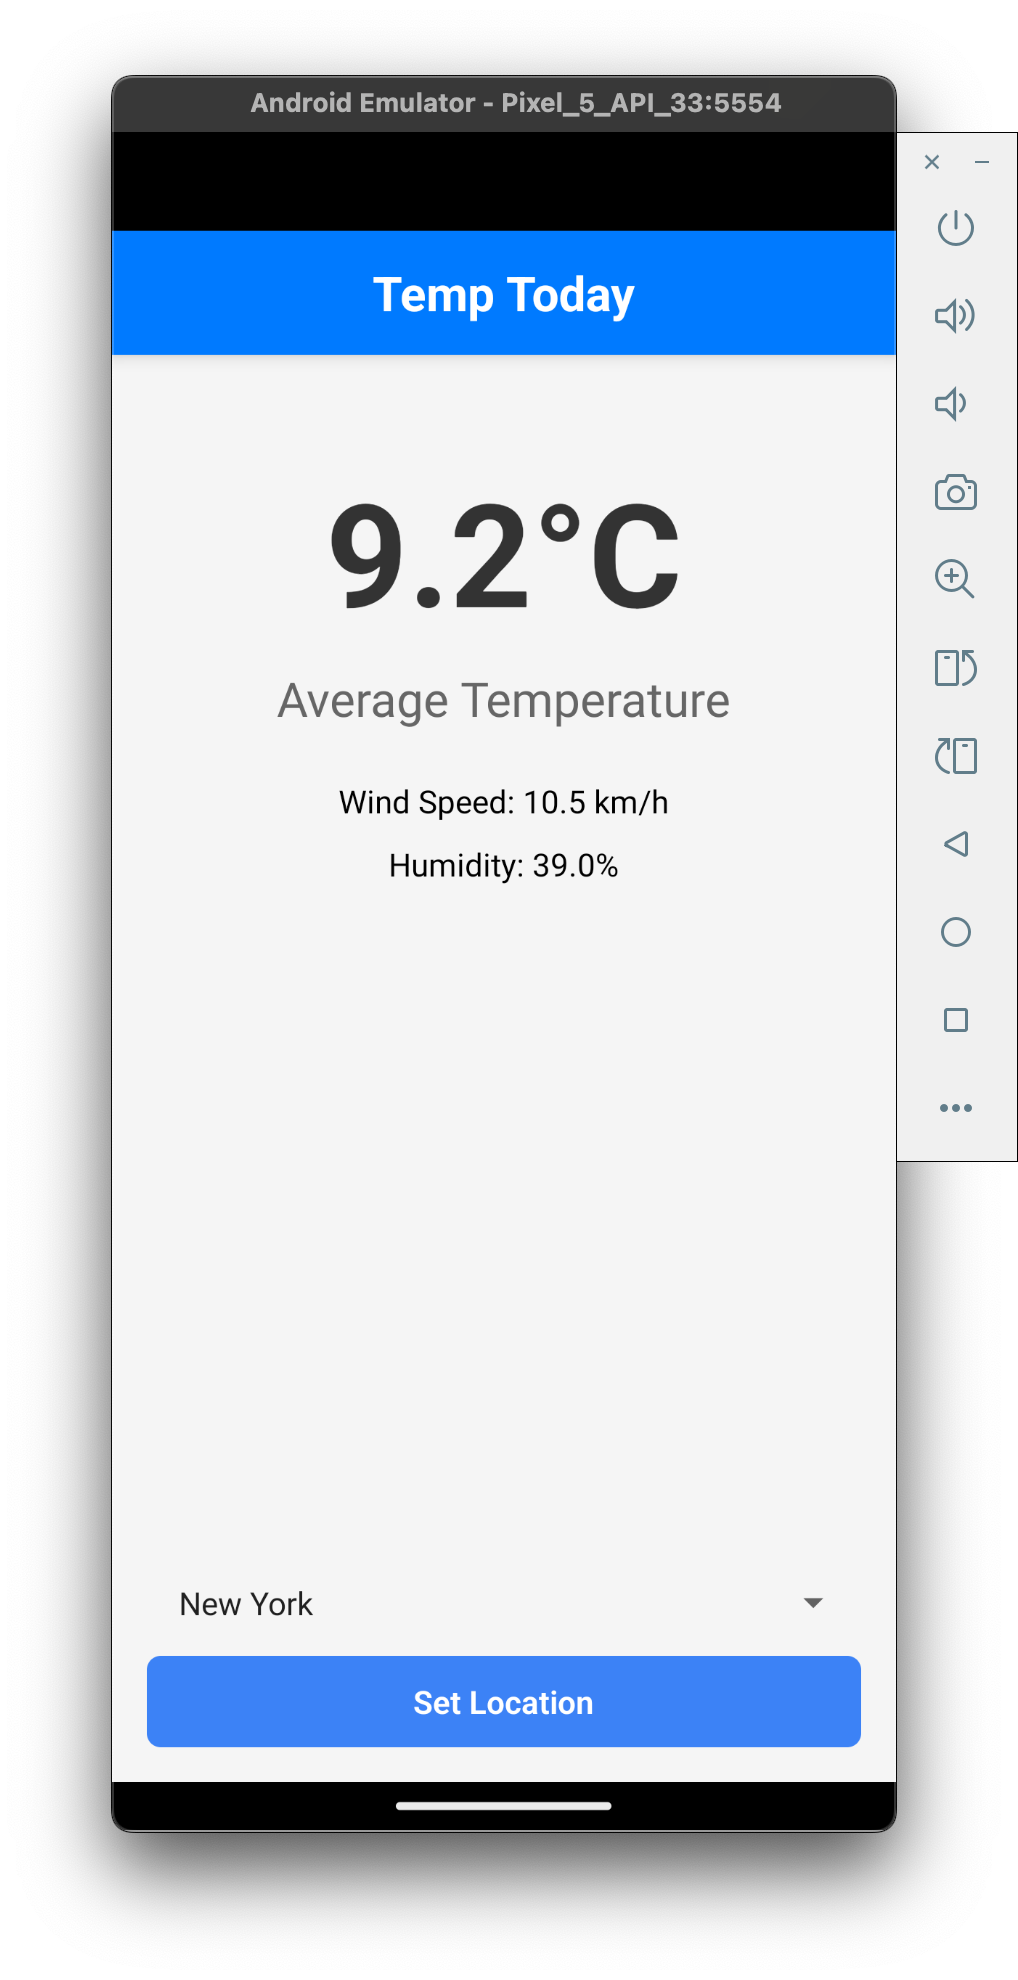 Android Emulator - Pixel_5_API_33:5554
Temp Today
9.2°C
Average Temperature
Wind Speed: 10.5 km/h
Humidity: 39.0%
New York
Set Location